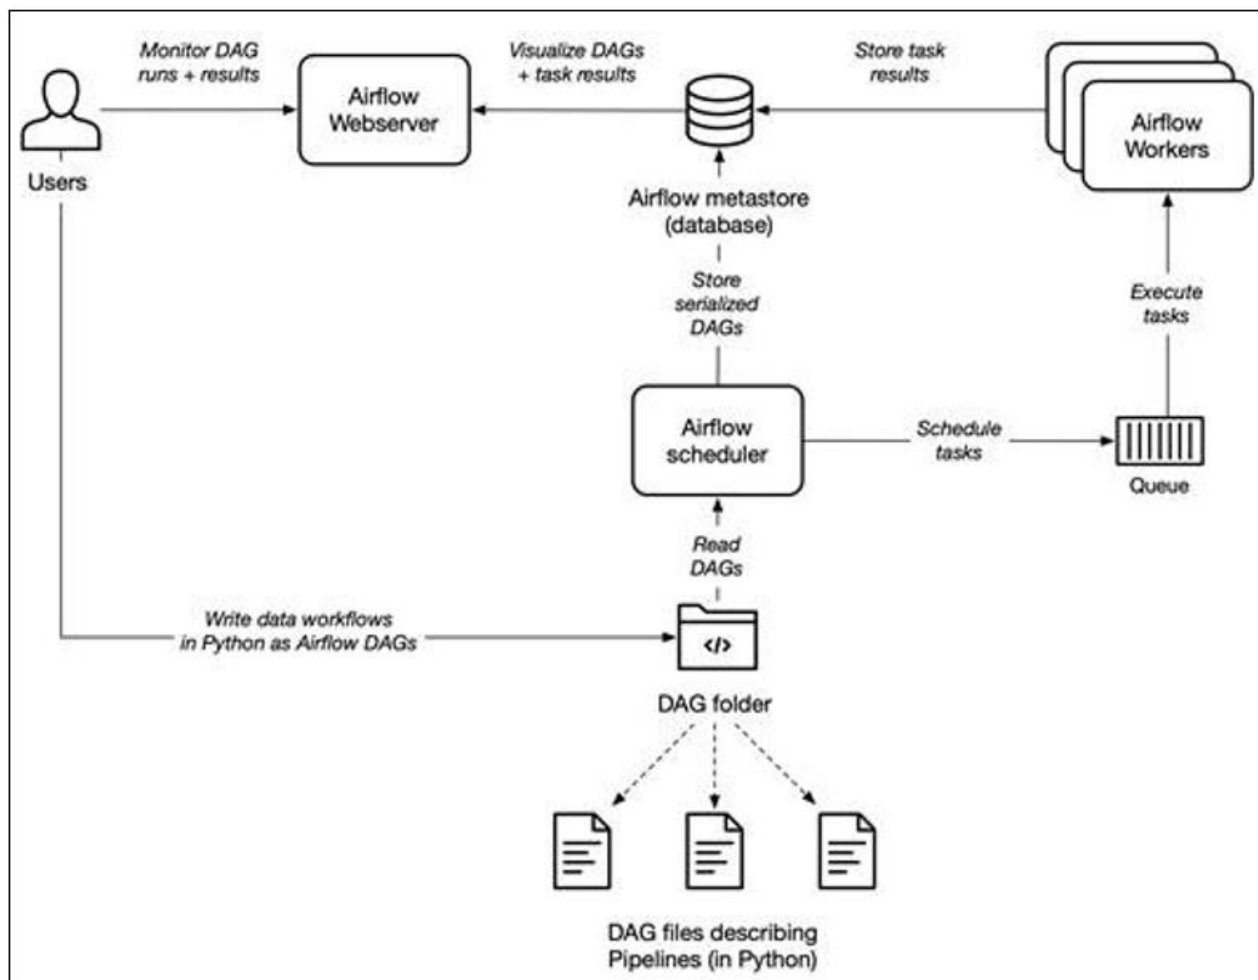 Monitor DAG
runs + results
Visualize DAGs
+ task results
Store task
results
Airflow
Webserver
Airflow
Workers
Users
Airflow metastore
(database)
Store
serialized
DAGs
Execute
tasks
Airflow
scheduler
Schedule
tasks
Queue
Read
DAGs
Write data workflows
in Python as Airflow DAGs
</>
DAG folder
DAG files describing
Pipelines (in Python)